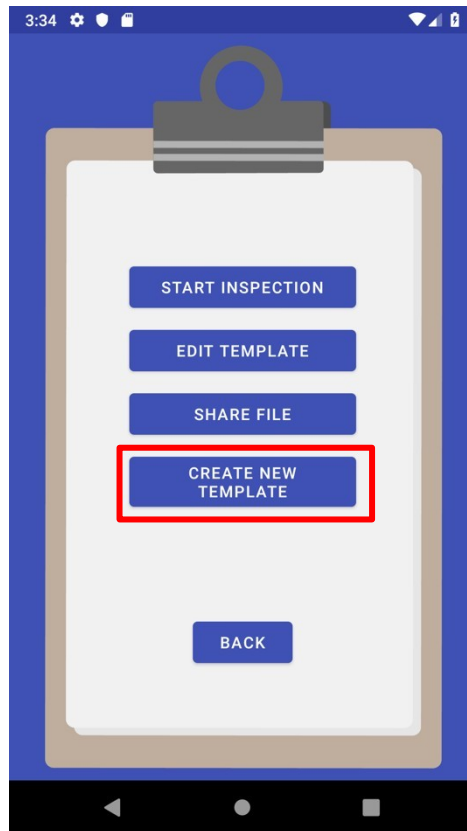 3:34
START INSPECTION
EDIT TEMPLATE
SHARE FILE
CREATE NEW
TEMPLATE
BACK